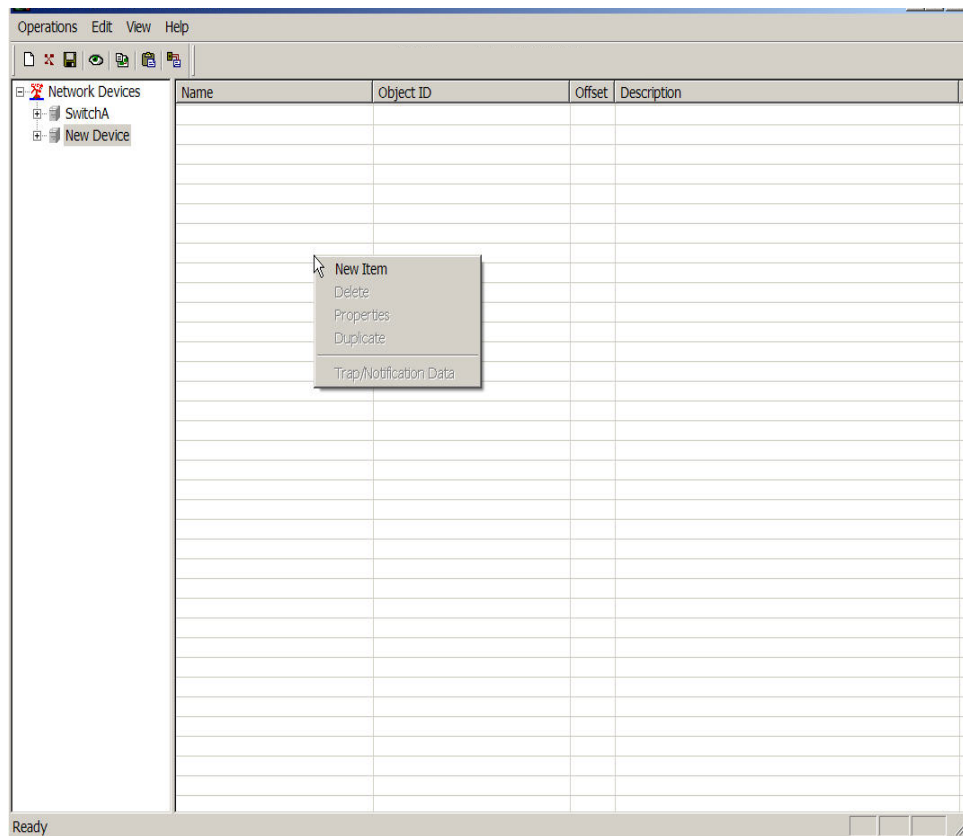 Operations Edit View Help
Network Devices
SwitchA
New Device
Name Object ID Offset Description
New Item
Delete
Properties
Duplicate
Trap/Notification Data
Ready